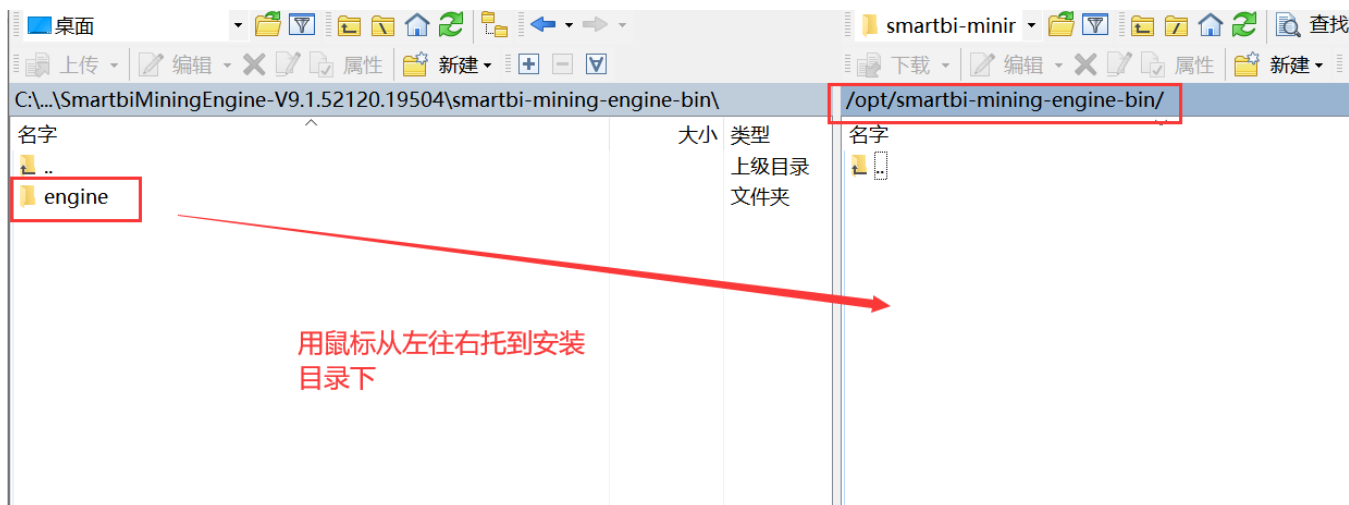 桌面
smartbi-minir
查找
上传 编辑 属性 新建
下载 编辑 属性 新建
C:\...\SmartbiMiningEngine-V9.1.52120.19504\smartbi-mining-engine-bin\
/opt/smartbi-mining-engine-bin/
名字 大小 类型
名字
.. 上级目录
..
engine 文件夹
用鼠标从左往右托到安装
目录下